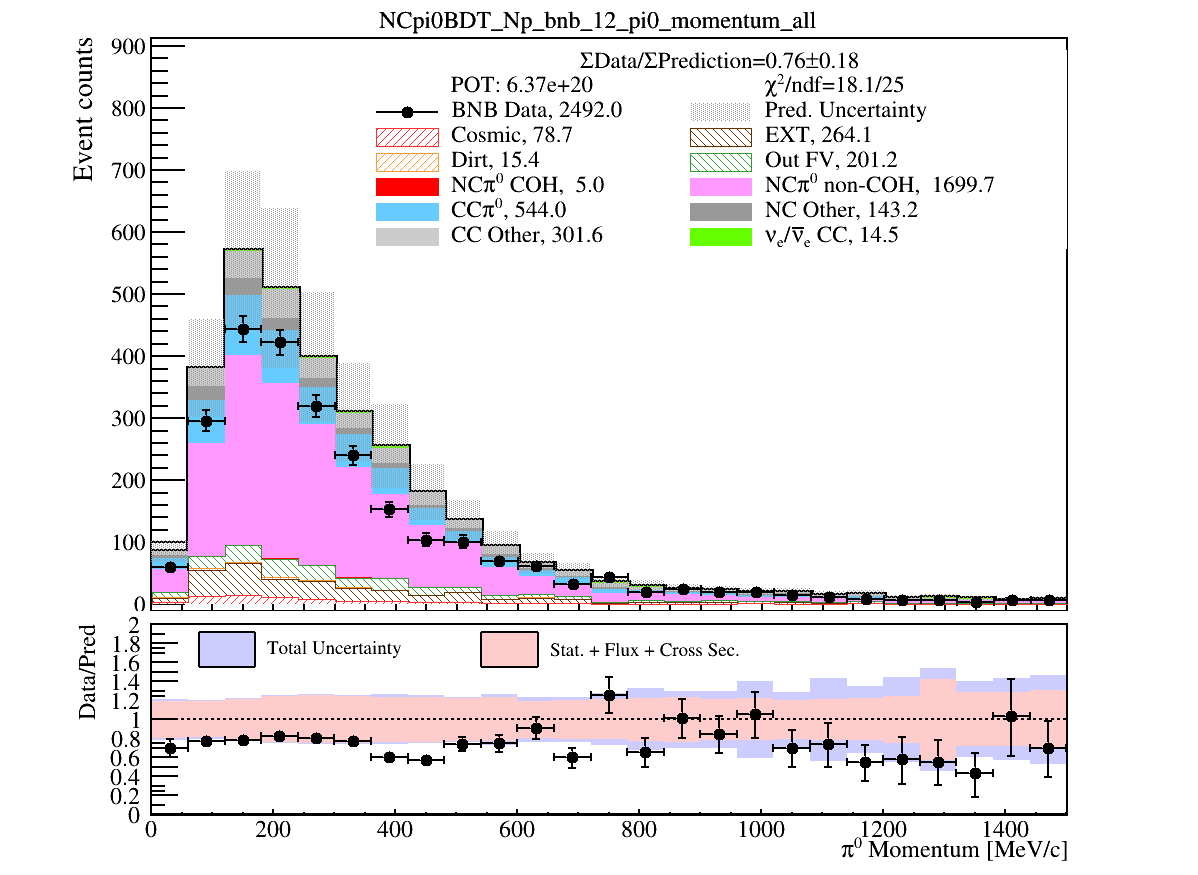 NCpi0BDT_Np_bnb_12_pi0_momentum_all
Event counts
900
800
700
600
500
400
300
200
100
0
ΣData/ΣPrediction=0.76±0.18
POT: 6.37e+20
χ²/ndf=18.1/25
BNB Data, 2492.0
Pred. Uncertainty
Cosmic, 78.7
EXT, 264.1
Dirt, 15.4
Out FV, 201.2
NCπ⁰ COH, 5.0
NCπ⁰ non-COH, 1699.7
CCπ⁰, 544.0
NC Other, 143.2
CC Other, 301.6
νₑ/ν̅ₑ CC, 14.5
Data/Pred
2
1.8
1.6
1.4
1.2
1
0.8
0.6
0.4
0.2
0
Total Uncertainty
Stat. + Flux + Cross Sec.
0 200 400 600 800 1000 1200 1400
π⁰ Momentum [MeV/c]